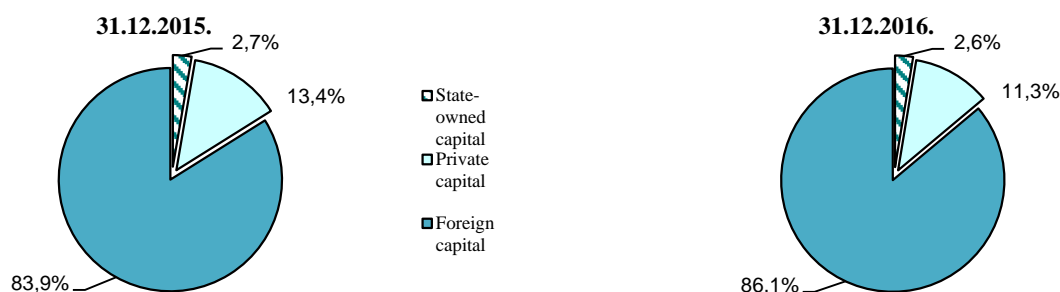 31.12.2015.
2,7%
13,4%
83,9%
State-
owned
capital
Private
capital
Foreign
capital
31.12.2016.
2,6%
11,3%
86,1%